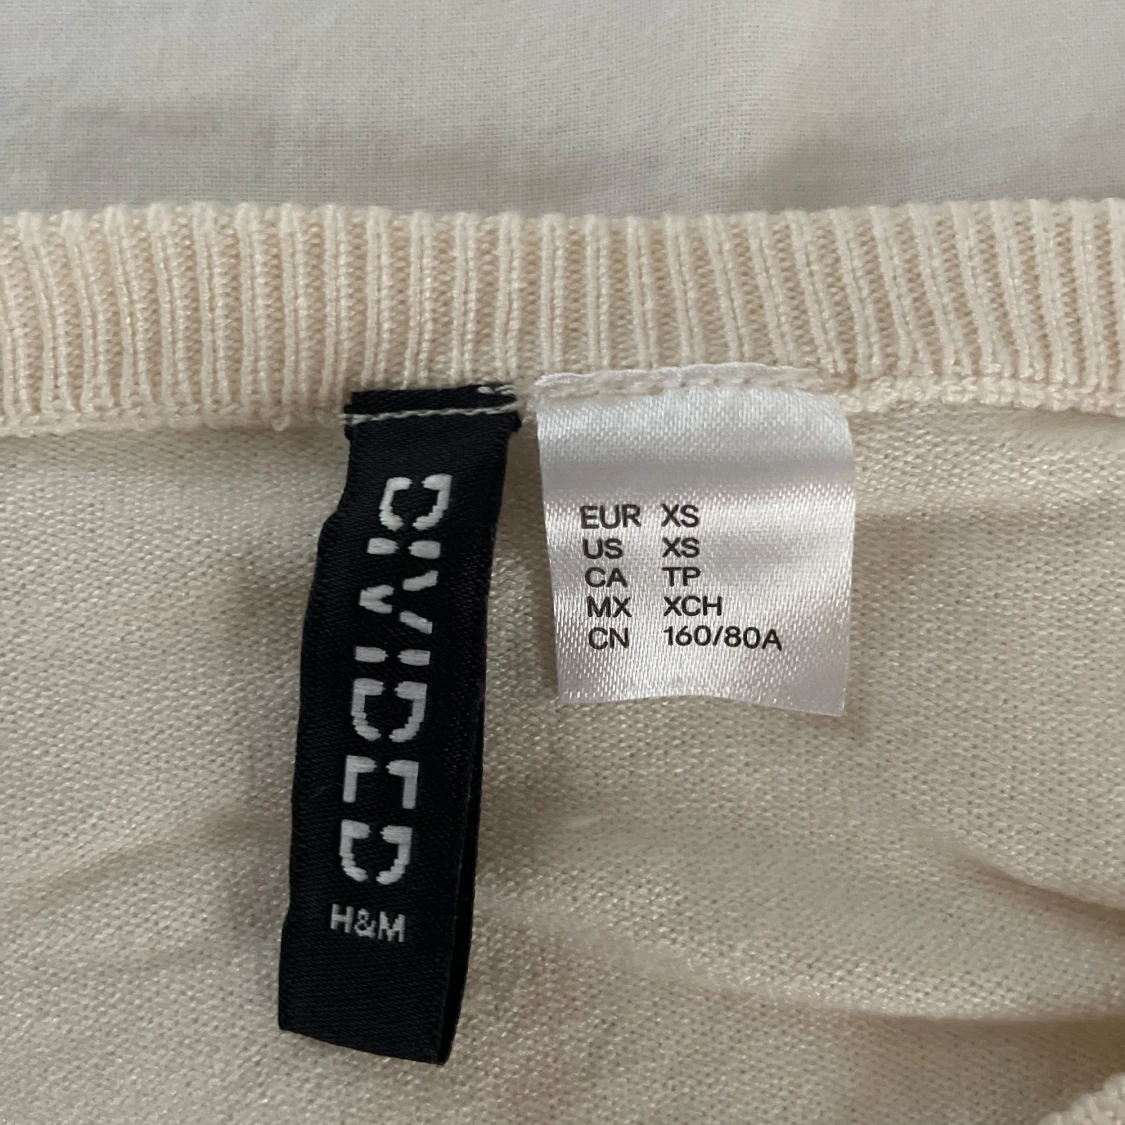 DIVIDED
H&M
EUR XS
US XS
CA TP
MX XCH
CN 160/80A